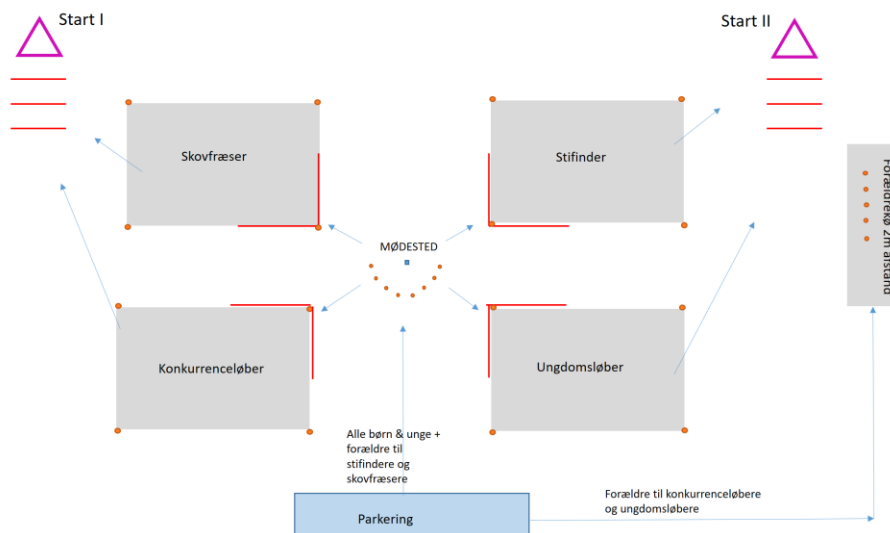 Start I
Start II
Skovfræser
Stifinder
MØDESTED
Forældrekø 2m afstand
Konkurrenceløber
Ungdomsløber
Alle børn & unge +
forældre til
stifindere og
skovfræsere
Forældre til konkurrenceløbere
og ungdomsløbere
Parkering